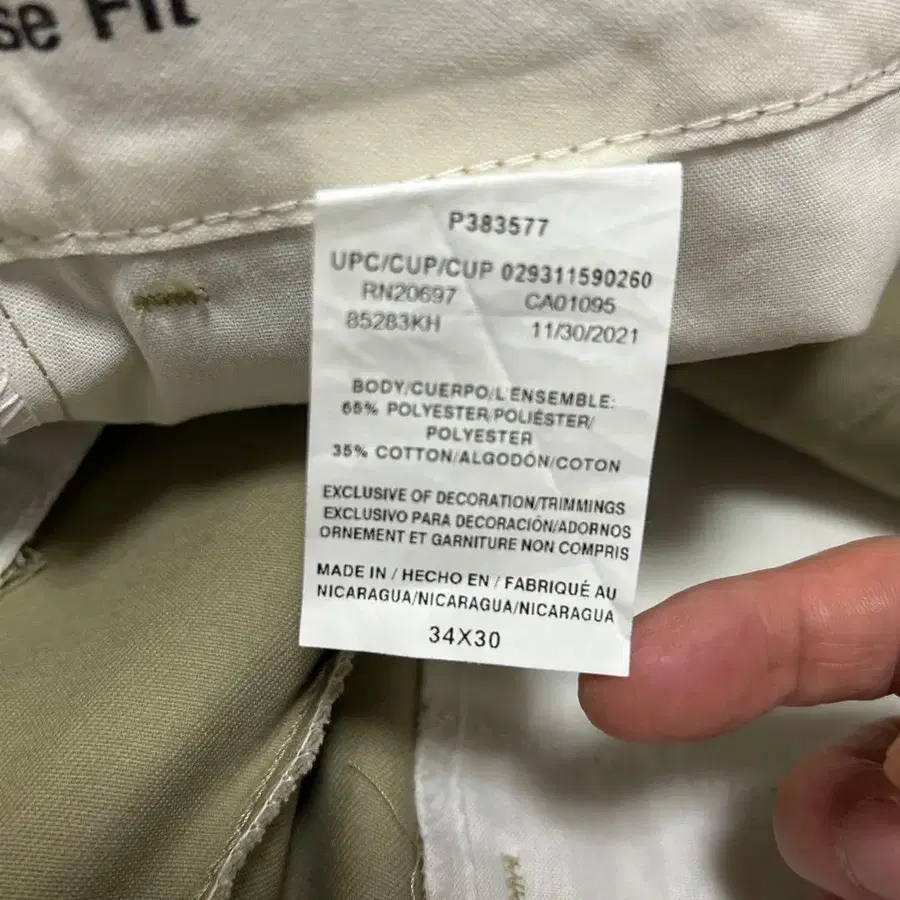 se Fit
P383577
UPC/CUP/CUP 029311590260
RN20697 CA01095
85283KH 11/30/2021
BODY/CUERPO/L'ENSEMBLE:
65% POLYESTER/POLIÉSTER/
POLYESTER
35% COTTON/ALGODÓN/COTON
EXCLUSIVE OF DECORATION/TRIMMINGS
EXCLUSIVO PARA DECORACIÓN/ADORNOS
ORNEMENT ET GARNITURE NON COMPRIS
MADE IN / HECHO EN / FABRIQUÉ AU
NICARAGUA/NICARAGUA/NICARAGUA
34X30